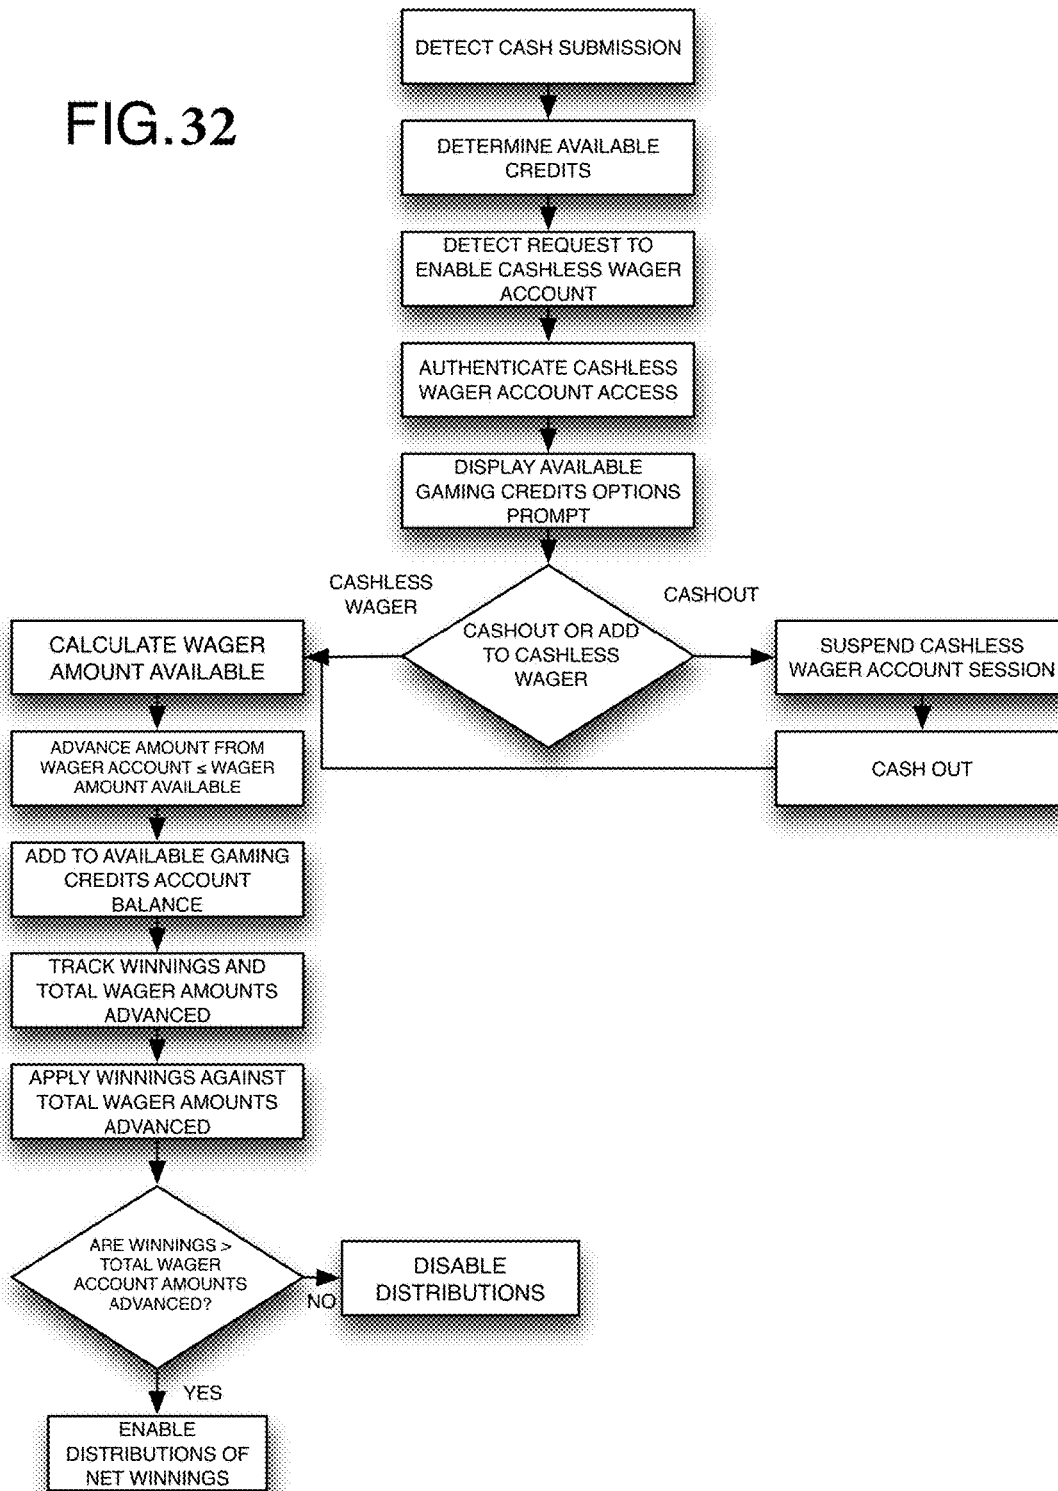 FIG.32
DETECT CASH SUBMISSION
DETERMINE AVAILABLE
CREDITS
DETECT REQUEST TO
ENABLE CASHLESS WAGER
ACCOUNT
AUTHENTICATE CASHLESS
WAGER ACCOUNT ACCESS
DISPLAY AVAILABLE
GAMING CREDITS OPTIONS
PROMPT
CASHLESS
WAGER
CASHOUT
CASHOUT OR ADD
TO CASHLESS
WAGER
CALCULATE WAGER
AMOUNT AVAILABLE
SUSPEND CASHLESS
WAGER ACCOUNT SESSION
ADVANCE AMOUNT FROM
WAGER ACCOUNT ≤ WAGER
AMOUNT AVAILABLE
CASH OUT
ADD TO AVAILABLE GAMING
CREDITS ACCOUNT
BALANCE
TRACK WINNINGS AND
TOTAL WAGER AMOUNTS
ADVANCED
APPLY WINNINGS AGAINST
TOTAL WAGER AMOUNTS
ADVANCED
ARE WINNINGS >
TOTAL WAGER
ACCOUNT AMOUNTS
ADVANCED?
NO
DISABLE
DISTRIBUTIONS
YES
ENABLE
DISTRIBUTIONS OF
NET WINNINGS